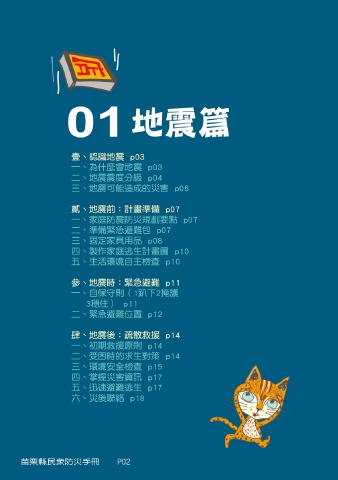 01 地震篇
壹、認識地震 p03
一、為什麼會地震 p03
二、地震震度分級 p04
三、地震可能造成的災害 p06
貳、地震前：計畫準備 p07
一、家庭防震防災規劃要點 p07
二、準備緊急避難包 p07
三、固定家具用品 p08
四、製作家庭逃生計畫圖 p10
五、生活環境自主檢查 p10
參、地震時：緊急避難 p11
一、自保守則（1趴下2掩護
3穩住） p11
二、緊急避難位置 p12
肆、地震後：疏散救援 p14
一、初期救援原則 p14
二、受困時的求生對策 p14
三、環境安全檢查 p15
四、掌握災害資訊 p17
五、迅速避難逃生 p17
六、災後聯絡 p18
苗栗縣民眾防災手冊 P02